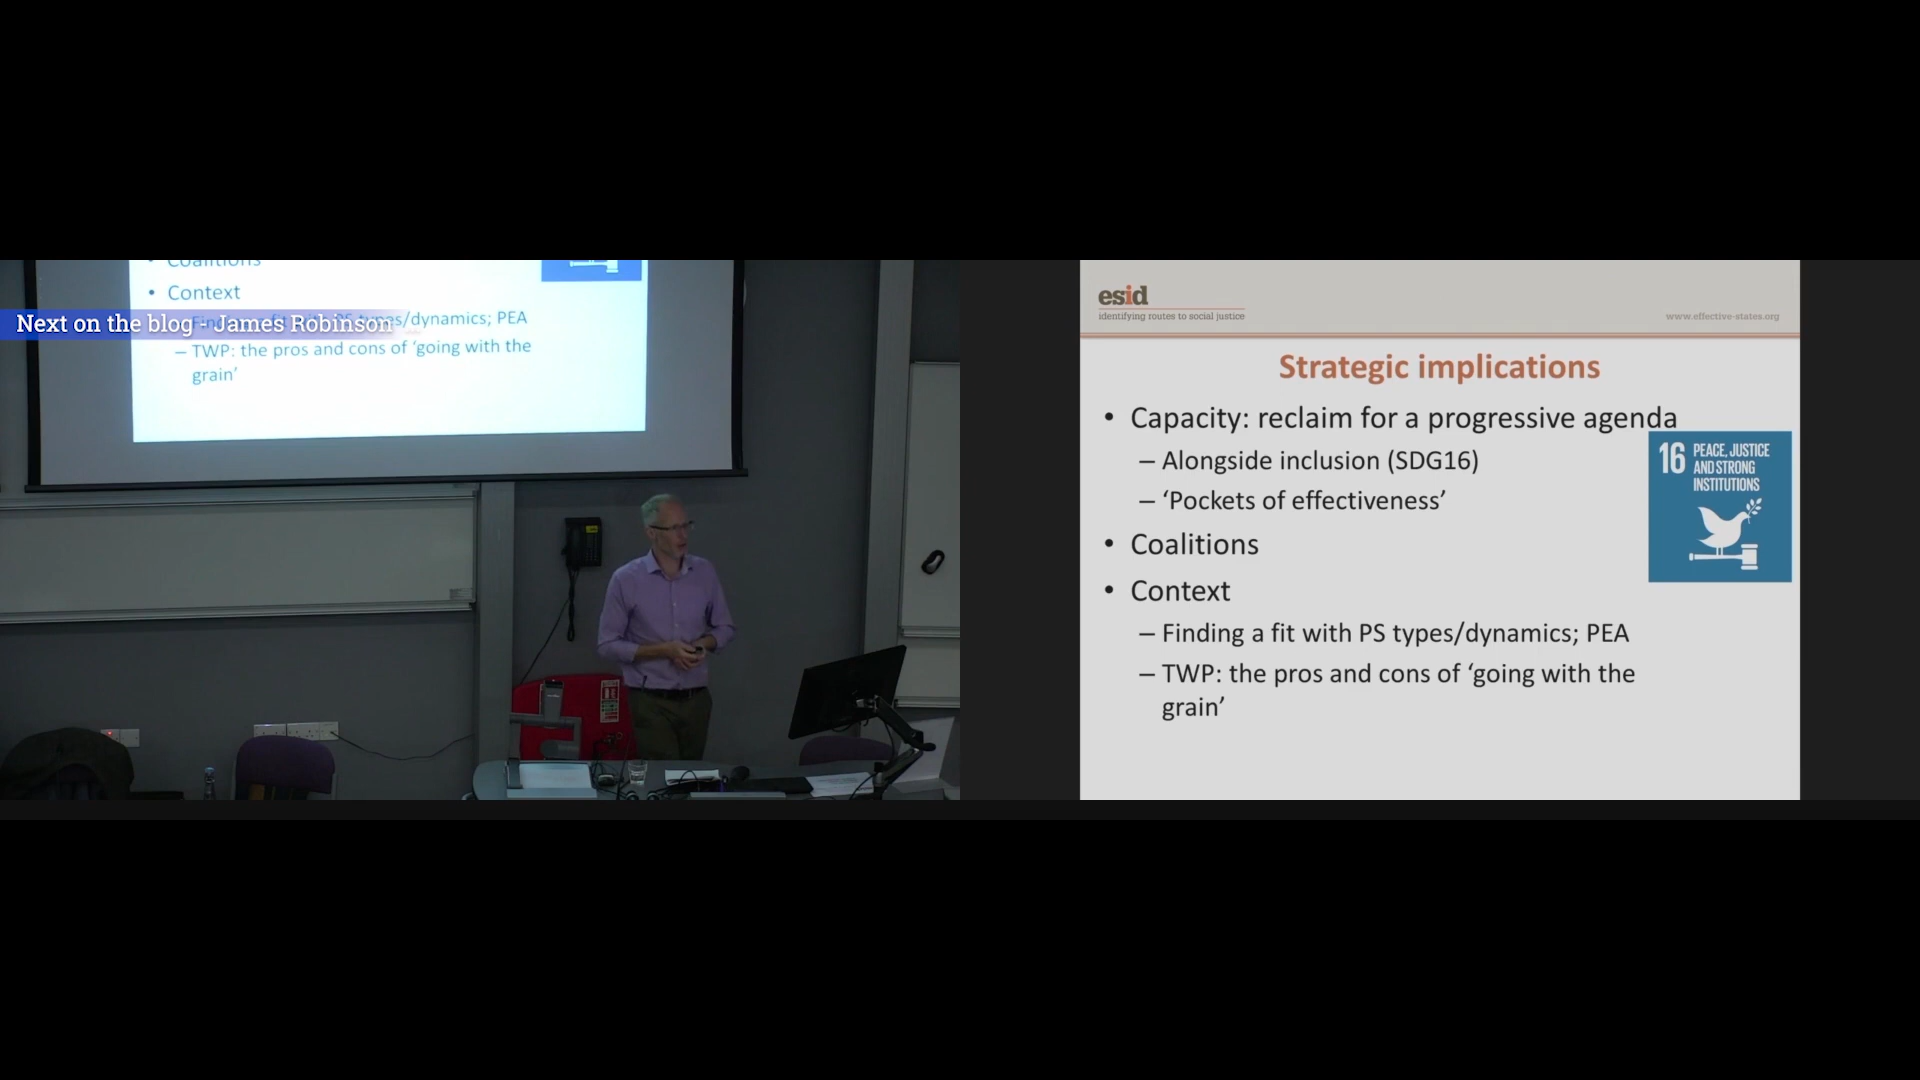 Coalitions
• Context
Next on the blog - James Robinson
types/dynamics; PEA
– TWP: the pros and cons of ‘going with the
grain’
esid
identifying routes to social justice
www.effective-states.org
Strategic implications
• Capacity: reclaim for a progressive agenda
– Alongside inclusion (SDG16)
– ‘Pockets of effectiveness’
• Coalitions
• Context
– Finding a fit with PS types/dynamics; PEA
– TWP: the pros and cons of ‘going with the
grain’
16 PEACE, JUSTICE
AND STRONG
INSTITUTIONS